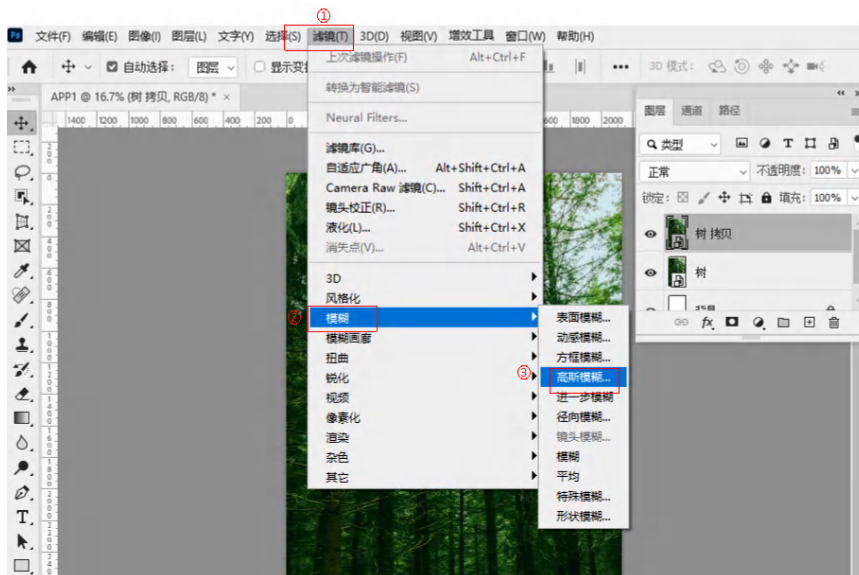 ①
Ps 文件(F) 编辑(E) 图像(I) 图层(L) 文字(Y) 选择(S) 滤镜(T) 3D(D) 视图(V) 增效工具 窗口(W) 帮助(H)
自动选择： 图层 显示变 3D 模式：
APP1 @ 16.7% (树 拷贝, RGB/8) * ×
1400 1200 1000 800 600 400 200 0 600 1800 2000
上次滤镜操作(F) Alt+Ctrl+F
转换为智能滤镜(S)
Neural Filters...
滤镜库(G)...
自适应广角(A)... Alt+Shift+Ctrl+A
Camera Raw 滤镜(C)... Shift+Ctrl+A
镜头校正(R)... Shift+Ctrl+R
液化(L)... Shift+Ctrl+X
消失点(V)... Alt+Ctrl+V
3D
风格化
② 模糊
模糊画廊
扭曲
锐化
视频
像素化
渲染
杂色
其它
表面模糊...
动感模糊...
方框模糊...
③ 高斯模糊...
进一步模糊
径向模糊...
镜头模糊...
模糊
平均
特殊模糊...
形状模糊...
图层 通道 路径
类型
正常 不透明度： 100%
锁定： 填充： 100%
树 拷贝
树
fx